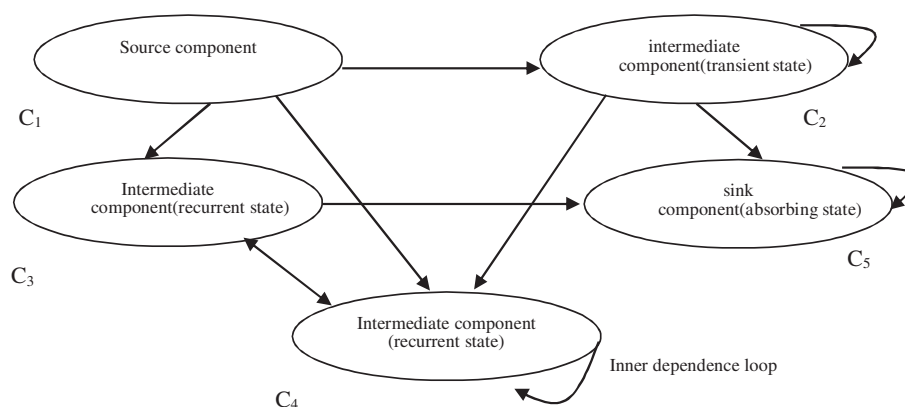 Source component
intermediate
component(transient state)
C1
C2
Intermediate
component(recurrent state)
sink
component(absorbing state)
C3
C5
Intermediate component
(recurrent state)
Inner dependence loop
C4